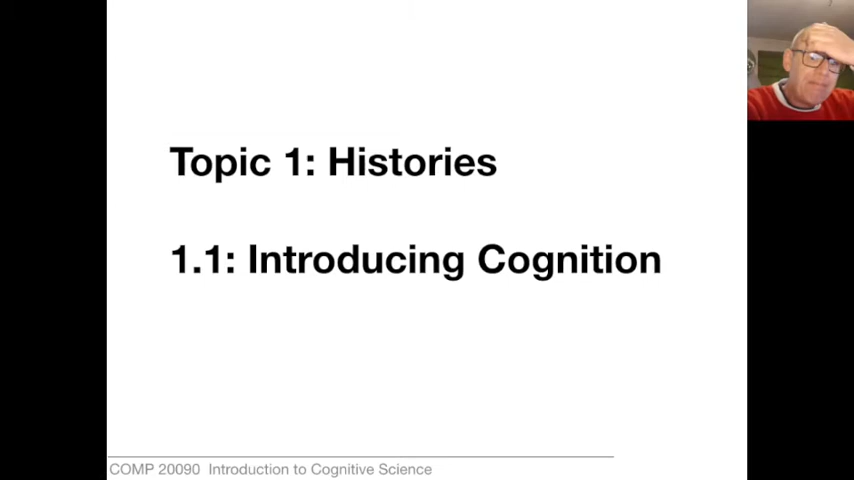 Topic 1: Histories
1.1: Introducing Cognition
COMP 20090 Introduction to Cognitive Science